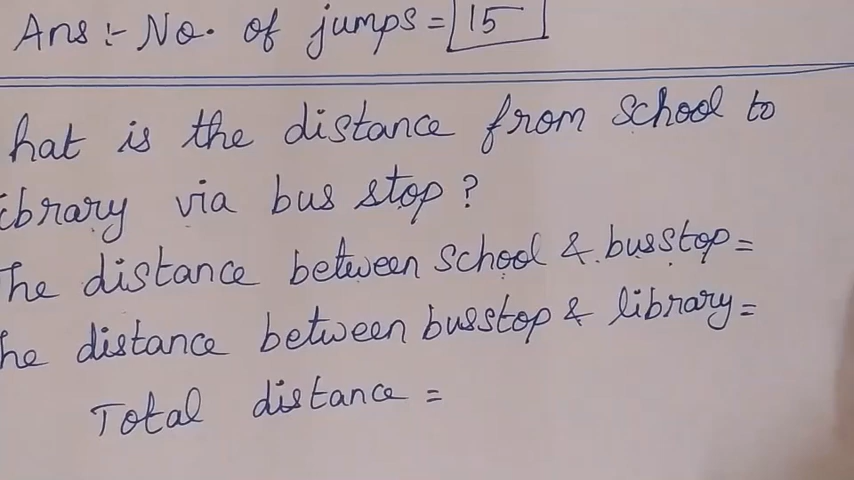 Ans:- No. of jumps = 15
hat is the distance from school to
ibrary via bus stop?
The distance between school & busstop=
he distance between busstop & library=
Total distance =